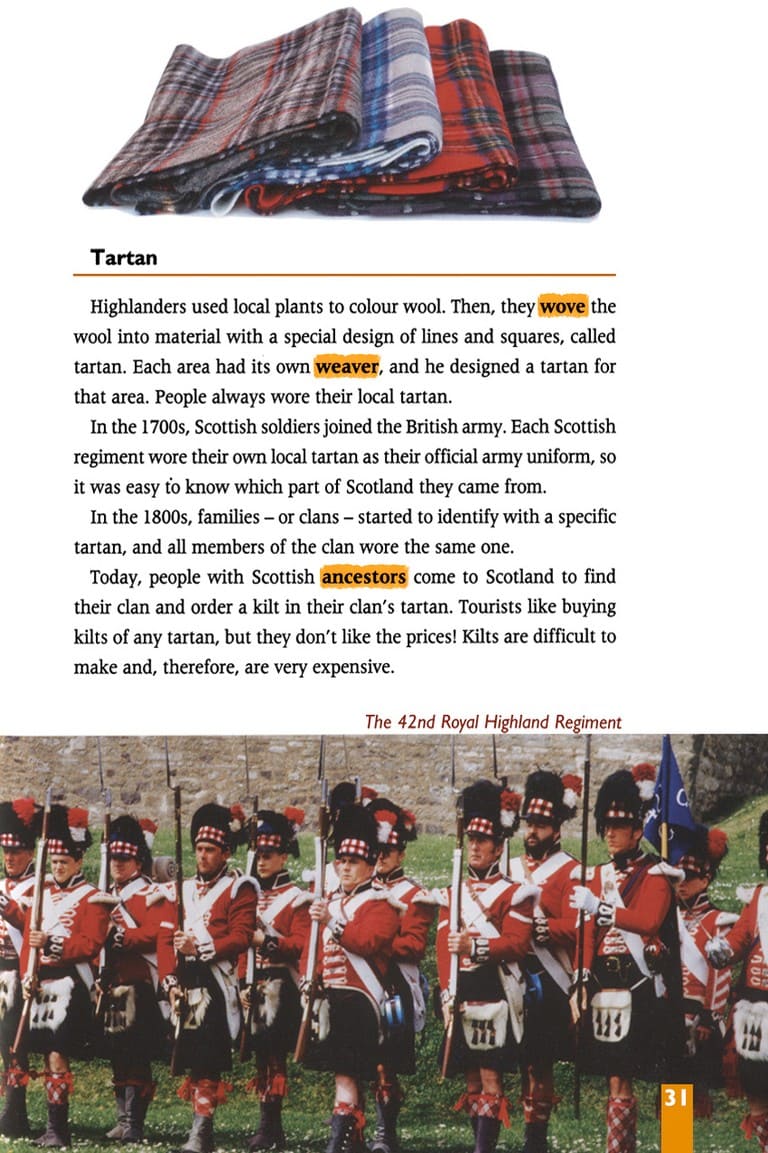 Tartan
Highlanders used local plants to colour wool. Then, they wove the
wool into material with a special design of lines and squares, called
tartan. Each area had its own weaver, and he designed a tartan for
that area. People always wore their local tartan.
In the 1700s, Scottish soldiers joined the British army. Each Scottish
regiment wore their own local tartan as their official army uniform, so
it was easy to know which part of Scotland they came from.
In the 1800s, families – or clans – started to identify with a specific
tartan, and all members of the clan wore the same one.
Today, people with Scottish ancestors come to Scotland to find
their clan and order a kilt in their clan's tartan. Tourists like buying
kilts of any tartan, but they don't like the prices! Kilts are difficult to
make and, therefore, are very expensive.
The 42nd Royal Highland Regiment
31